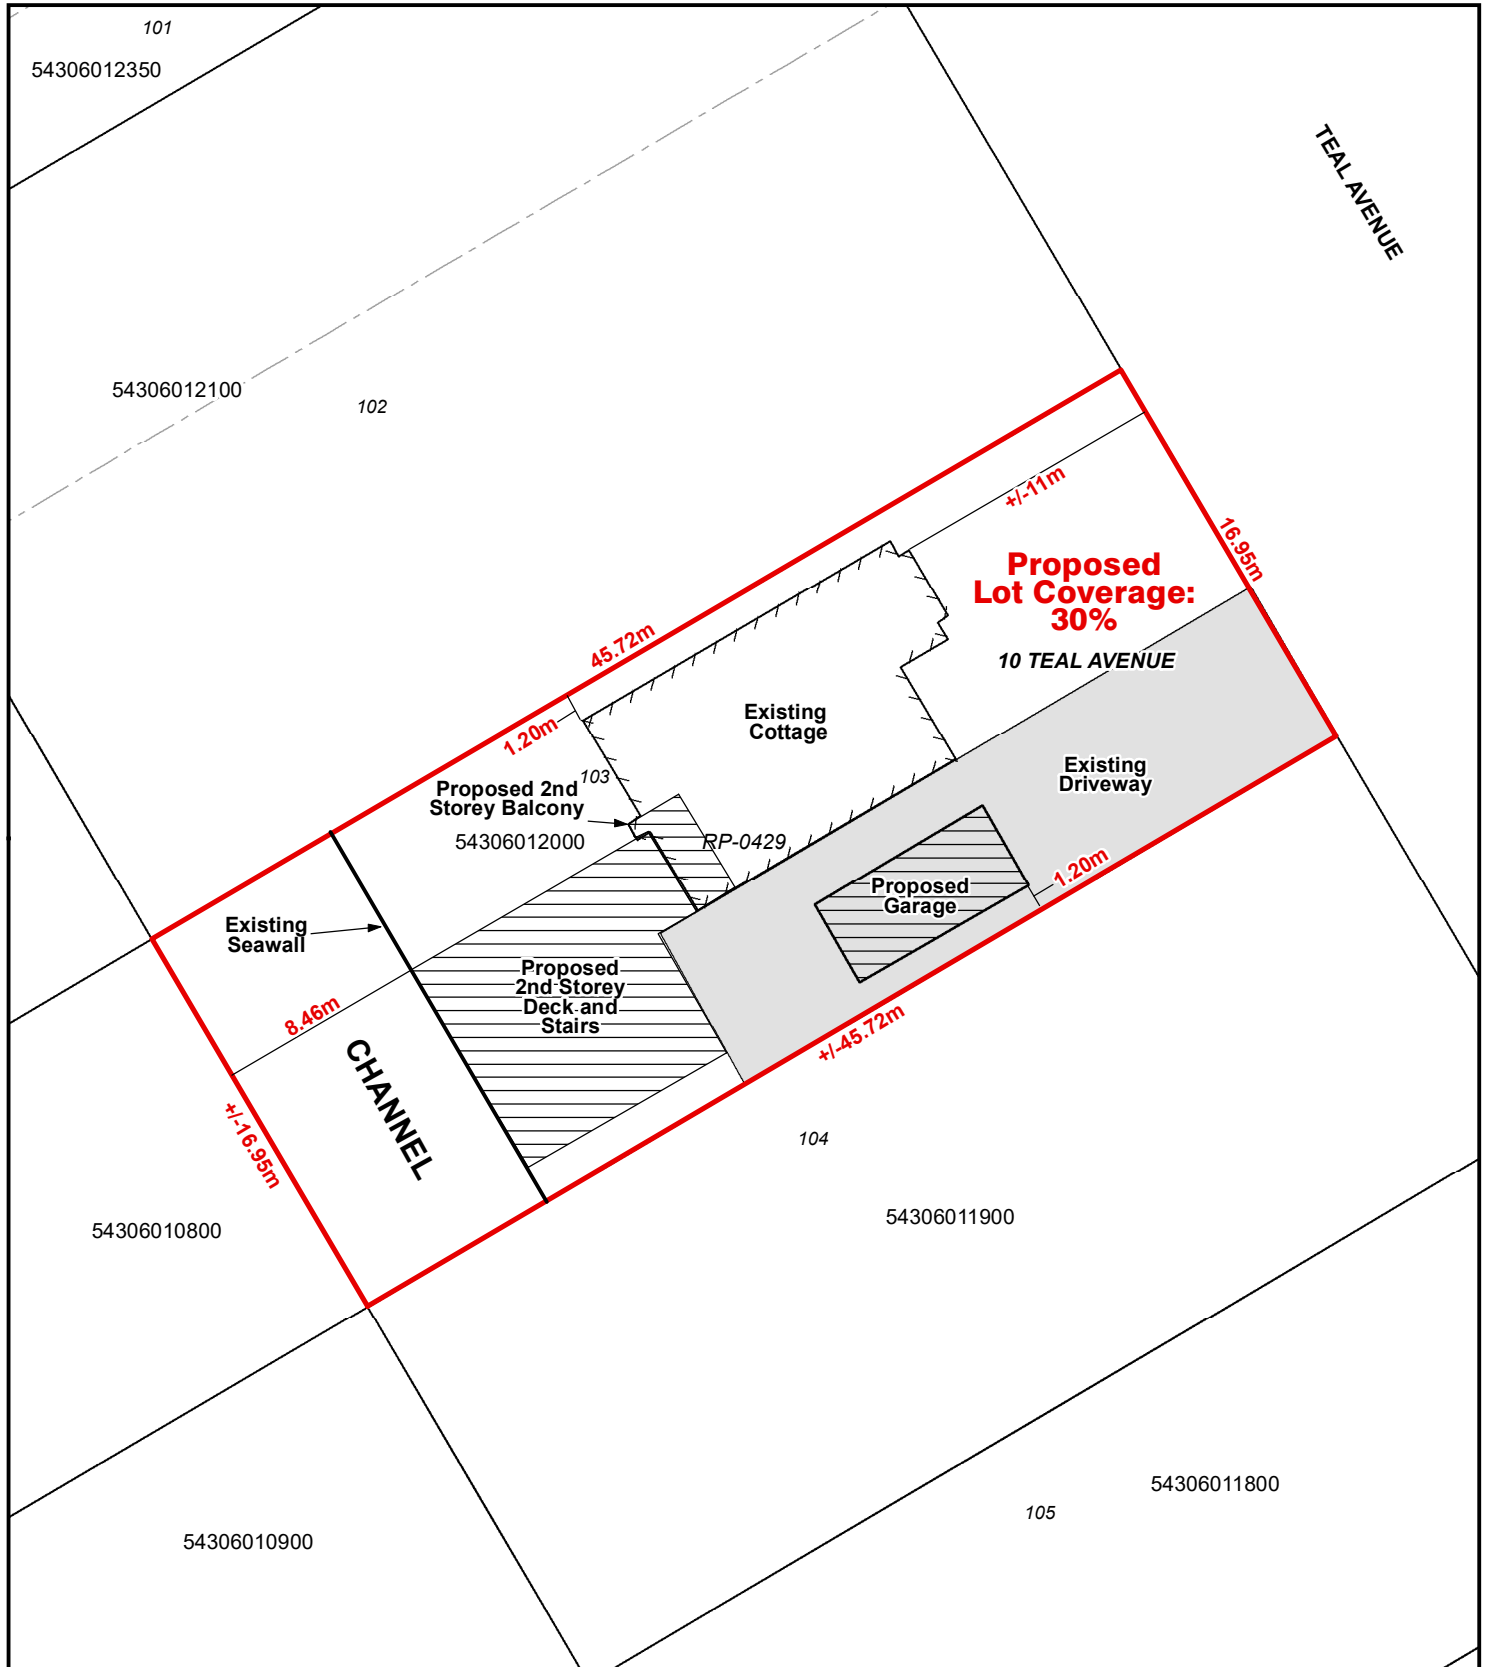 101
54306012350
TEAL AVENUE
54306012100
102
+/-11m
16.95m
Proposed
Lot Coverage:
30%
10 TEAL AVENUE
45.72m
1.20m
Existing
Cottage
103
Proposed 2nd
Storey Balcony
54306012000
RP-0429
Existing
Driveway
1.20m
Proposed
Garage
Existing
Seawall
Proposed
2nd Storey
Deck and
Stairs
8.46m
+/-45.72m
CHANNEL
+/-16.95m
104
54306010800
54306011900
54306011800
105
54306010900